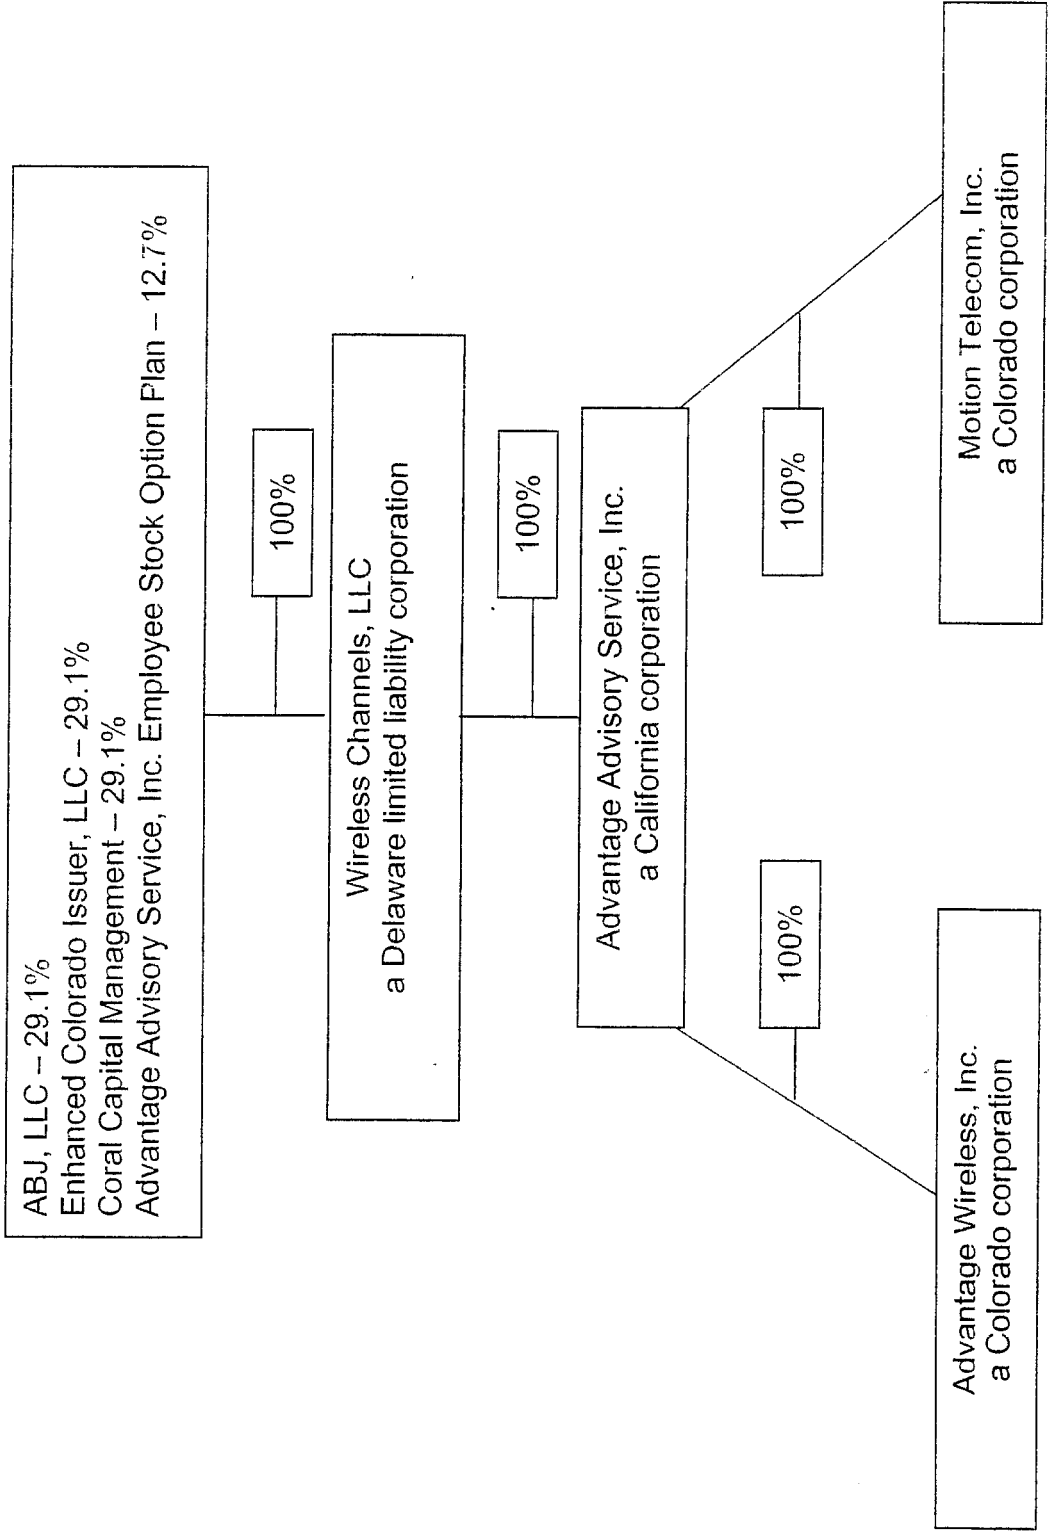 ABJ, LLC – 29.1%
Enhanced Colorado Issuer, LLC – 29.1%
Coral Capital Management – 29.1%
Advantage Advisory Service, Inc. Employee Stock Option Plan – 12.7%
100%
Wireless Channels, LLC
a Delaware limited liability corporation
100%
Advantage Advisory Service, Inc.
a California corporation
100%
100%
Advantage Wireless, Inc.
a Colorado corporation
Motion Telecom, Inc.
a Colorado corporation